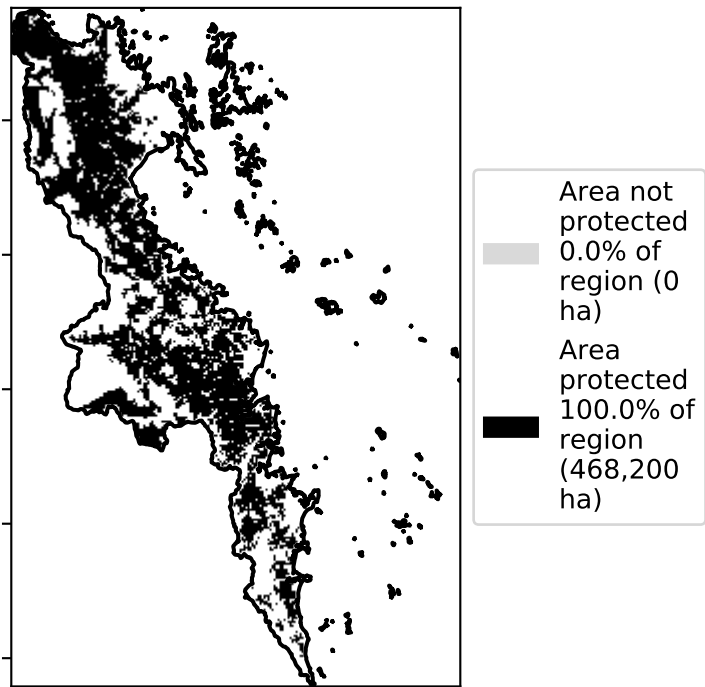 Area not
protected
0.0% of
region (0
ha)
Area
protected
100.0% of
region
(468,200
ha)